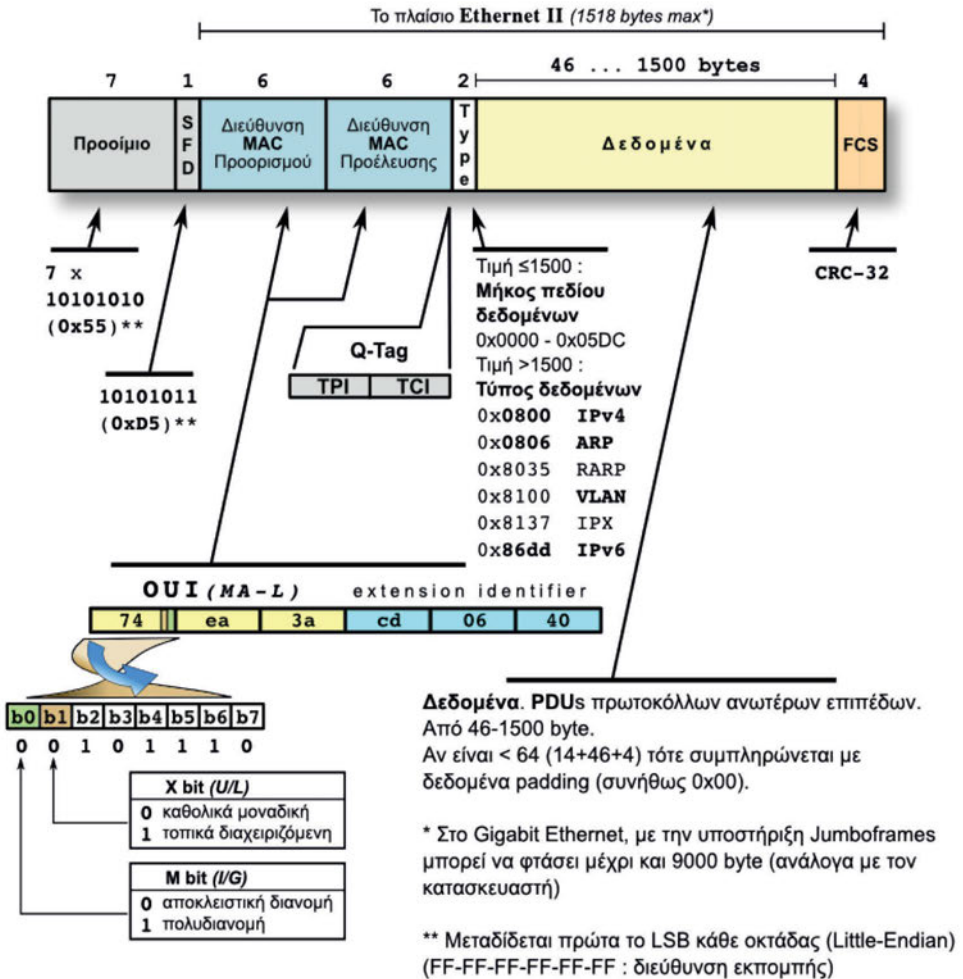 Το πλαίσιο Ethernet II (1518 bytes max*)
46 ... 1500 bytes
7 1 6 6 2 4
Προοίμιο
SFD
Διεύθυνση
MAC
Προορισμού
Διεύθυνση
MAC
Προέλευσης
Type
Δεδομένα
FCS
7 x
10101010
(0x55)**
10101011
(0xD5)**
Q-Tag
TPI TCI
Τιμή ≤1500 :
Μήκος πεδίου
δεδομένων
0x0000 - 0x05DC
Τιμή >1500 :
Τύπος δεδομένων
0x0800 IPv4
0x0806 ARP
0x8035 RARP
0x8100 VLAN
0x8137 IPX
0x86dd IPv6
CRC-32
OUI (MA-L) extension identifier
74 ea 3a cd 06 40
b0 b1 b2 b3 b4 b5 b6 b7
0 0 1 0 1 1 1 0
X bit (U/L)
0 καθολικά μοναδική
1 τοπικά διαχειριζόμενη
M bit (I/G)
0 αποκλειστική διανομή
1 πολυδιανομή
Δεδομένα. PDUs πρωτοκόλλων ανωτέρων επιπέδων.
Από 46-1500 byte.
Αν είναι < 64 (14+46+4) τότε συμπληρώνεται με
δεδομένα padding (συνήθως 0x00).
* Στο Gigabit Ethernet, με την υποστήριξη Jumboframes
μπορεί να φτάσει μέχρι και 9000 byte (ανάλογα με τον
κατασκευαστή)
** Μεταδίδεται πρώτα το LSB κάθε οκτάδας (Little-Endian)
(FF-FF-FF-FF-FF-FF : διεύθυνση εκπομπής)